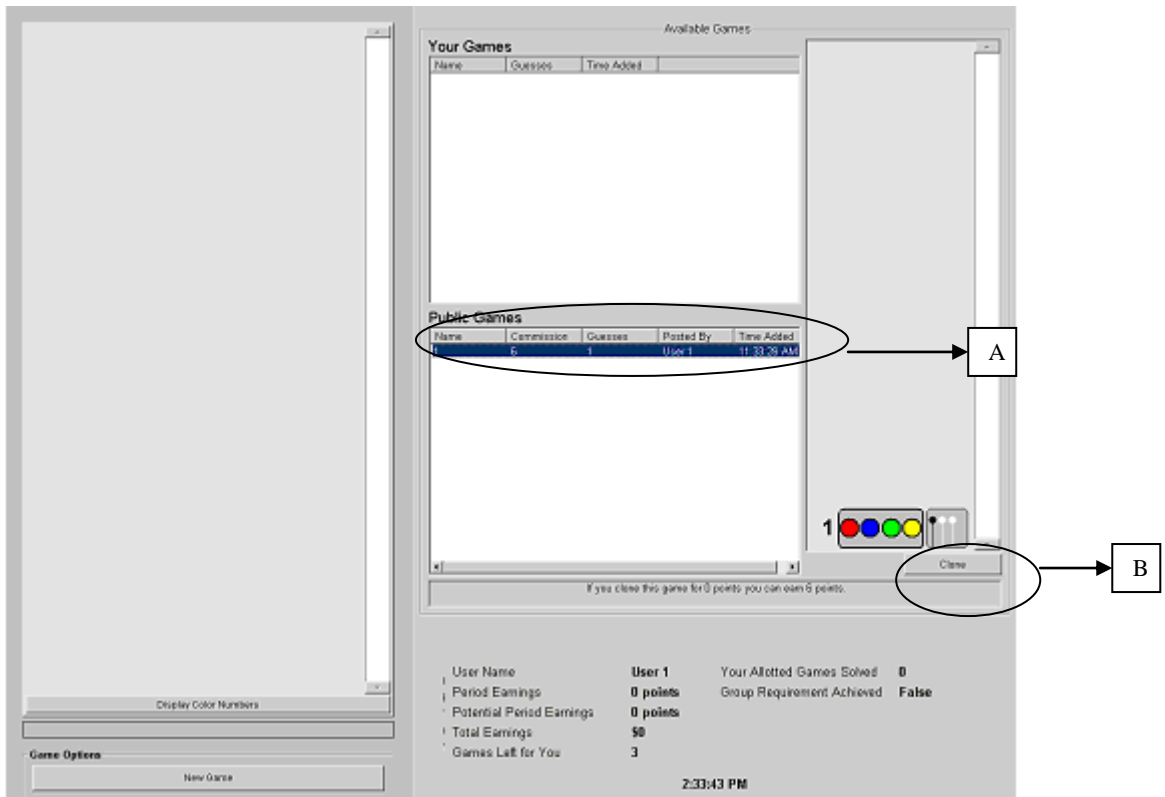 Available Games
Your Games
Name Guesses Time Added
Public Games
Name Commission Guesses Posted By Time Added
1 6 1 User 1 11:33:28 AM
A
1
Clone
B
If you clone this game for 0 points you can earn 6 points.
User Name User 1 Your Allotted Games Solved 0
Period Earnings 0 points Group Requirement Achieved False
Potential Period Earnings 0 points
Total Earnings $0
Games Left for You 3
Display Color Numbers
Game Options
New Game
2:33:43 PM